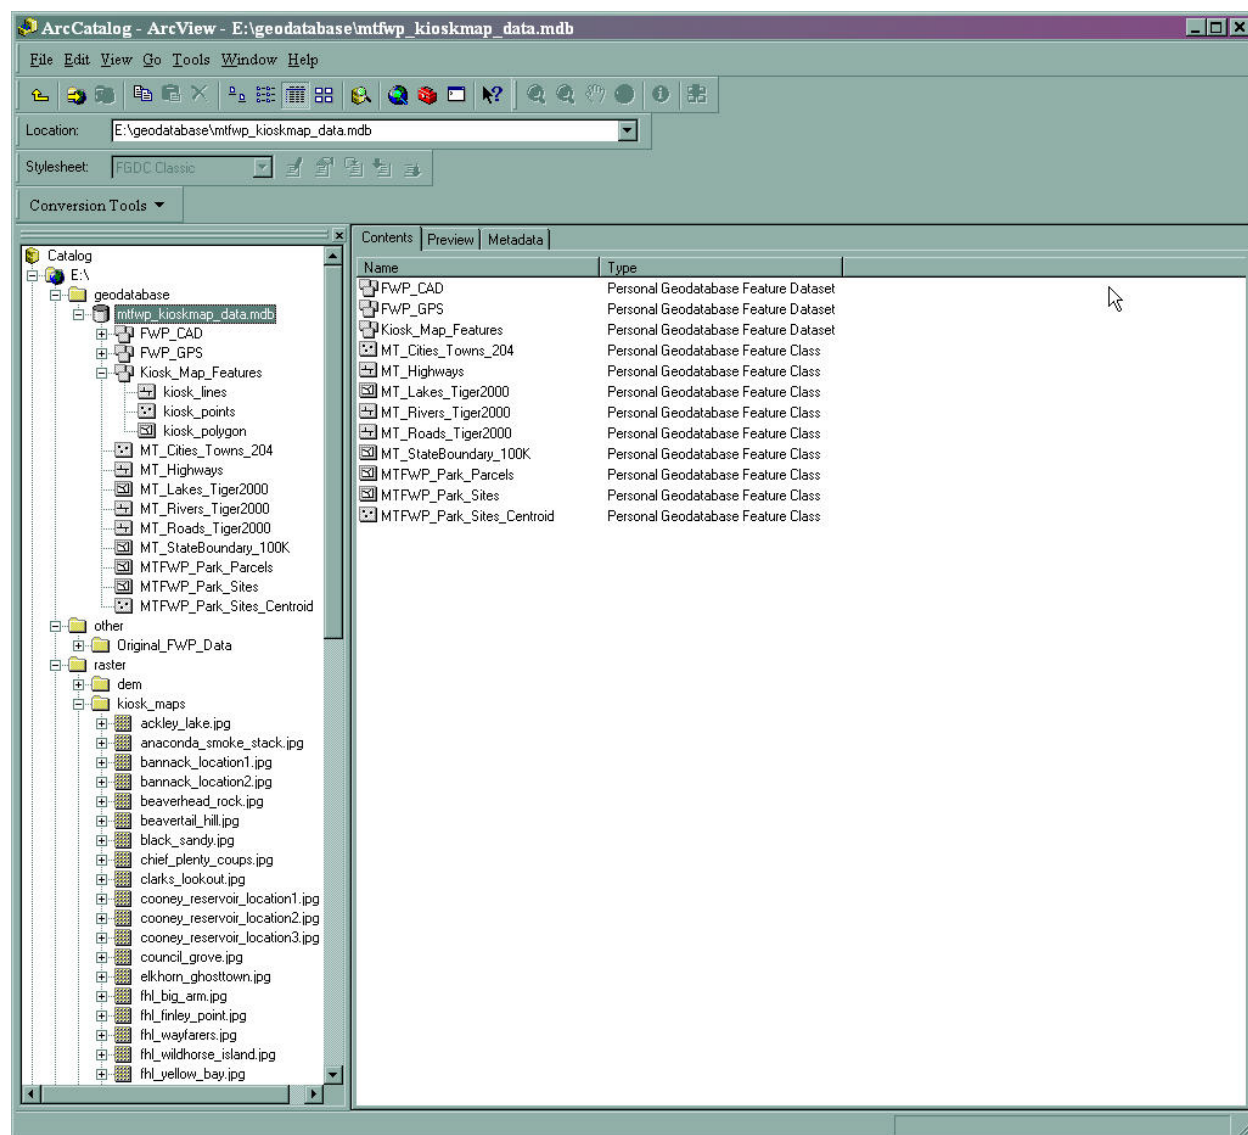 ArcCatalog - ArcView - E:\geodatabase\mtfwp_kioskmap_data.mdb
File Edit View Go Tools Window Help
Location: E:\geodatabase\mtfwp_kioskmap_data.mdb
Stylesheet: FGDC Classic
Conversion Tools
Catalog
E:\
geodatabase
mtfwp_kioskmap_data.mdb
FWP_CAD
FWP_GPS
Kiosk_Map_Features
kiosk_lines
kiosk_points
kiosk_polygon
MT_Cities_Towns_204
MT_Highways
MT_Lakes_Tiger2000
MT_Rivers_Tiger2000
MT_Roads_Tiger2000
MT_StateBoundary_100K
MTFWP_Park_Parcels
MTFWP_Park_Sites
MTFWP_Park_Sites_Centroid
other
Original_FWP_Data
raster
dem
kiosk_maps
ackley_lake.jpg
anaconda_smoke_stack.jpg
bannack_location1.jpg
bannack_location2.jpg
beaverhead_rock.jpg
beavertail_hill.jpg
black_sandy.jpg
chief_plenty_coups.jpg
clarks_lookout.jpg
cooney_reservoir_location1.jpg
cooney_reservoir_location2.jpg
cooney_reservoir_location3.jpg
council_grove.jpg
elkhorn_ghosttown.jpg
fhl_big_arm.jpg
fhl_finley_point.jpg
fhl_wayfarers.jpg
fhl_wildhorse_island.jpg
fhl_yellow_bay.jpg
Contents Preview Metadata
Name Type
FWP_CAD Personal Geodatabase Feature Dataset
FWP_GPS Personal Geodatabase Feature Dataset
Kiosk_Map_Features Personal Geodatabase Feature Dataset
MT_Cities_Towns_204 Personal Geodatabase Feature Class
MT_Highways Personal Geodatabase Feature Class
MT_Lakes_Tiger2000 Personal Geodatabase Feature Class
MT_Rivers_Tiger2000 Personal Geodatabase Feature Class
MT_Roads_Tiger2000 Personal Geodatabase Feature Class
MT_StateBoundary_100K Personal Geodatabase Feature Class
MTFWP_Park_Parcels Personal Geodatabase Feature Class
MTFWP_Park_Sites Personal Geodatabase Feature Class
MTFWP_Park_Sites_Centroid Personal Geodatabase Feature Class